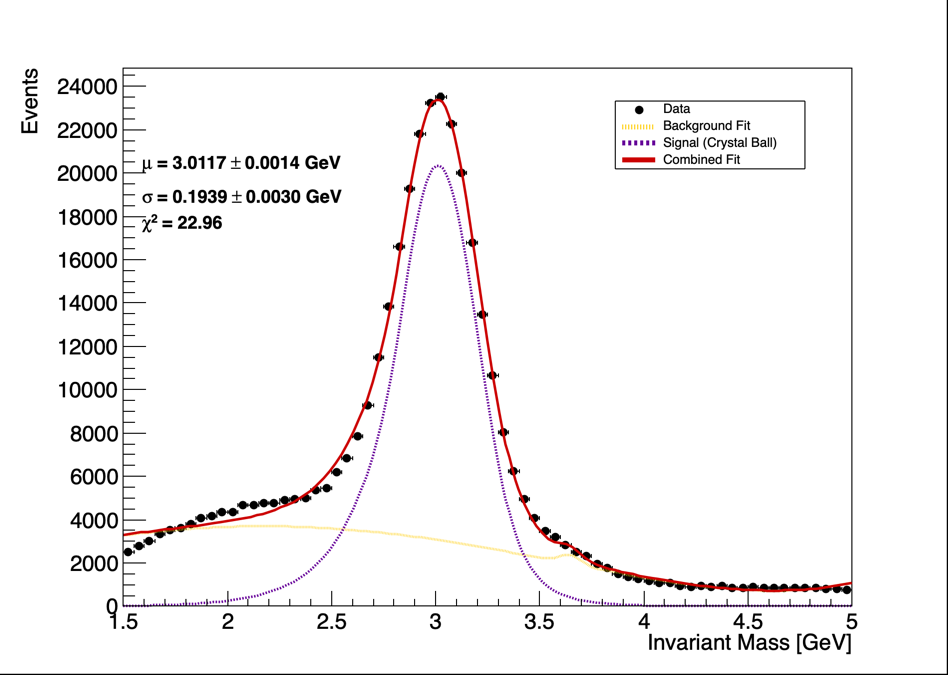 Events
24000
22000
20000
18000
16000
14000
12000
10000
8000
6000
4000
2000
0
μ = 3.0117 ± 0.0014 GeV
σ = 0.1939 ± 0.0030 GeV
χ² = 22.96
Data
Background Fit
Signal (Crystal Ball)
Combined Fit
1.5 2 2.5 3 3.5 4 4.5 5
Invariant Mass [GeV]